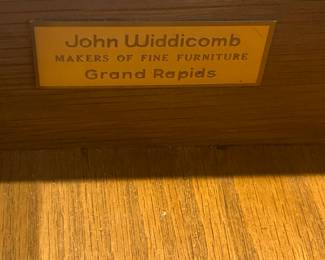 John Widdicomb
MAKERS OF FINE FURNITURE
Grand Rapids